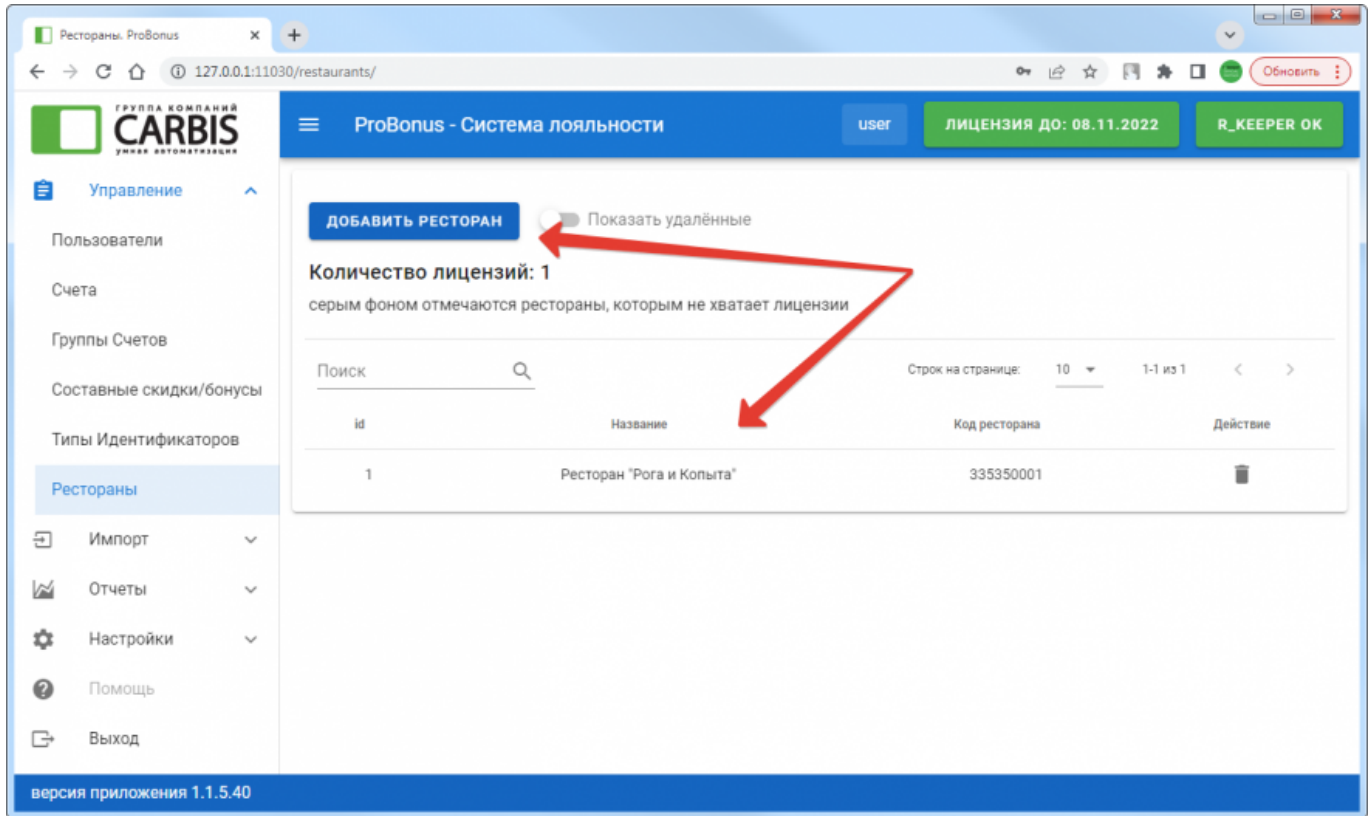 Рестораны. ProBonus
127.0.0.1:11030/restaurants/
Обновить
ГРУППА КОМПАНИЙ
CARBIS
умная автоматизация
ProBonus - Система лояльности
user
ЛИЦЕНЗИЯ ДО: 08.11.2022
R_KEEPER OK
Управление
Пользователи
Счета
Группы Счетов
Составные скидки/бонусы
Типы Идентификаторов
Рестораны
Импорт
Отчеты
Настройки
Помощь
Выход
ДОБАВИТЬ РЕСТОРАН
Показать удалённые
Количество лицензий: 1
серым фоном отмечаются рестораны, которым не хватает лицензии
Поиск
Строк на странице: 10 1-1 из 1
id Название Код ресторана Действие
1 Ресторан "Рога и Копыта" 335350001
версия приложения 1.1.5.40